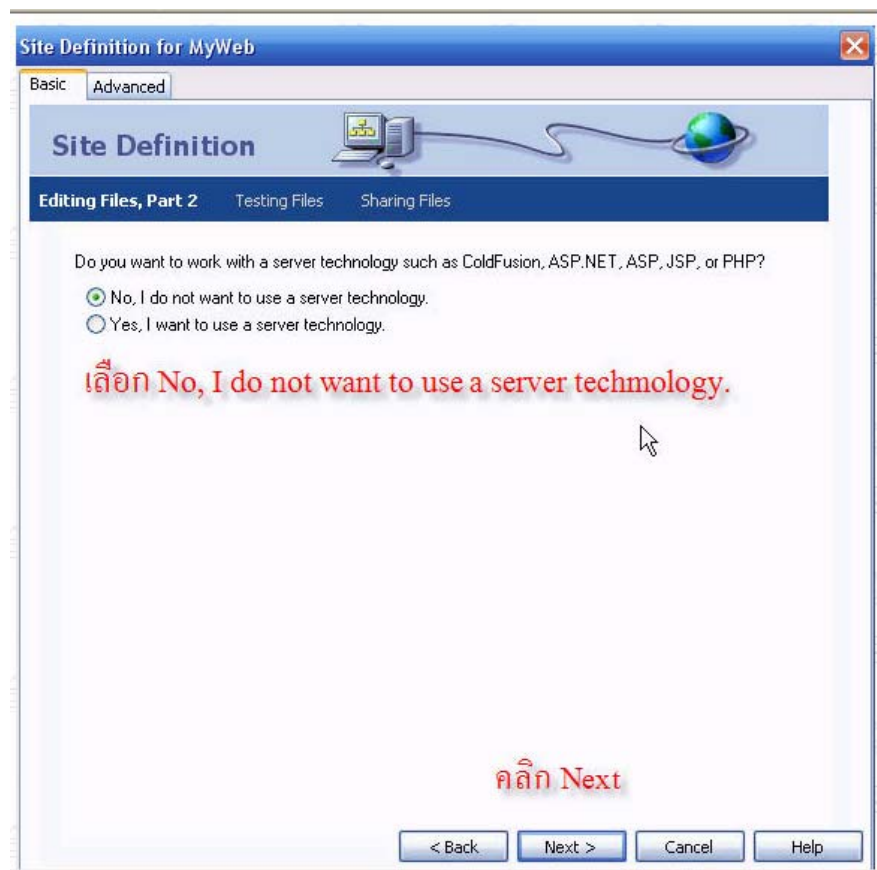 Site Definition for MyWeb
Basic Advanced
Site Definition
Editing Files, Part 2 Testing Files Sharing Files
Do you want to work with a server technology such as ColdFusion, ASP.NET, ASP, JSP, or PHP?
No, I do not want to use a server technology.
Yes, I want to use a server technology.
เลือก No, I do not want to use a server techmology.
คลิก Next
< Back Next > Cancel Help